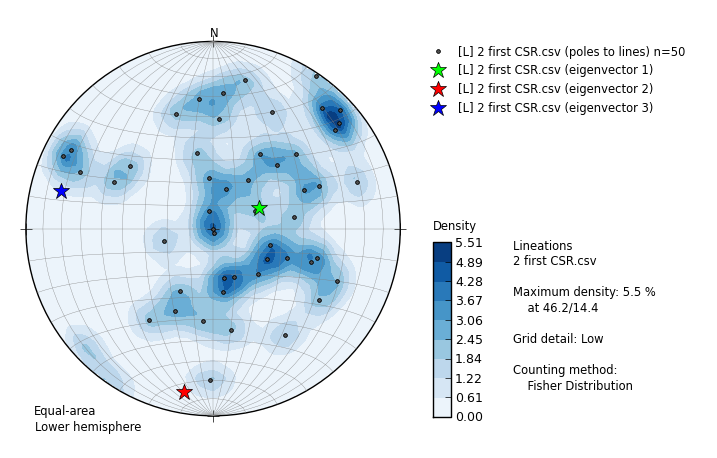 N
[L] 2 first CSR.csv (poles to lines) n=50
[L] 2 first CSR.csv (eigenvector 1)
[L] 2 first CSR.csv (eigenvector 2)
[L] 2 first CSR.csv (eigenvector 3)
Density
5.51
4.89
4.28
3.67
3.06
2.45
1.84
1.22
0.61
0.00
Lineations
2 first CSR.csv
Maximum density: 5.5 %
at 46.2/14.4
Grid detail: Low
Counting method:
Fisher Distribution
Equal-area
Lower hemisphere